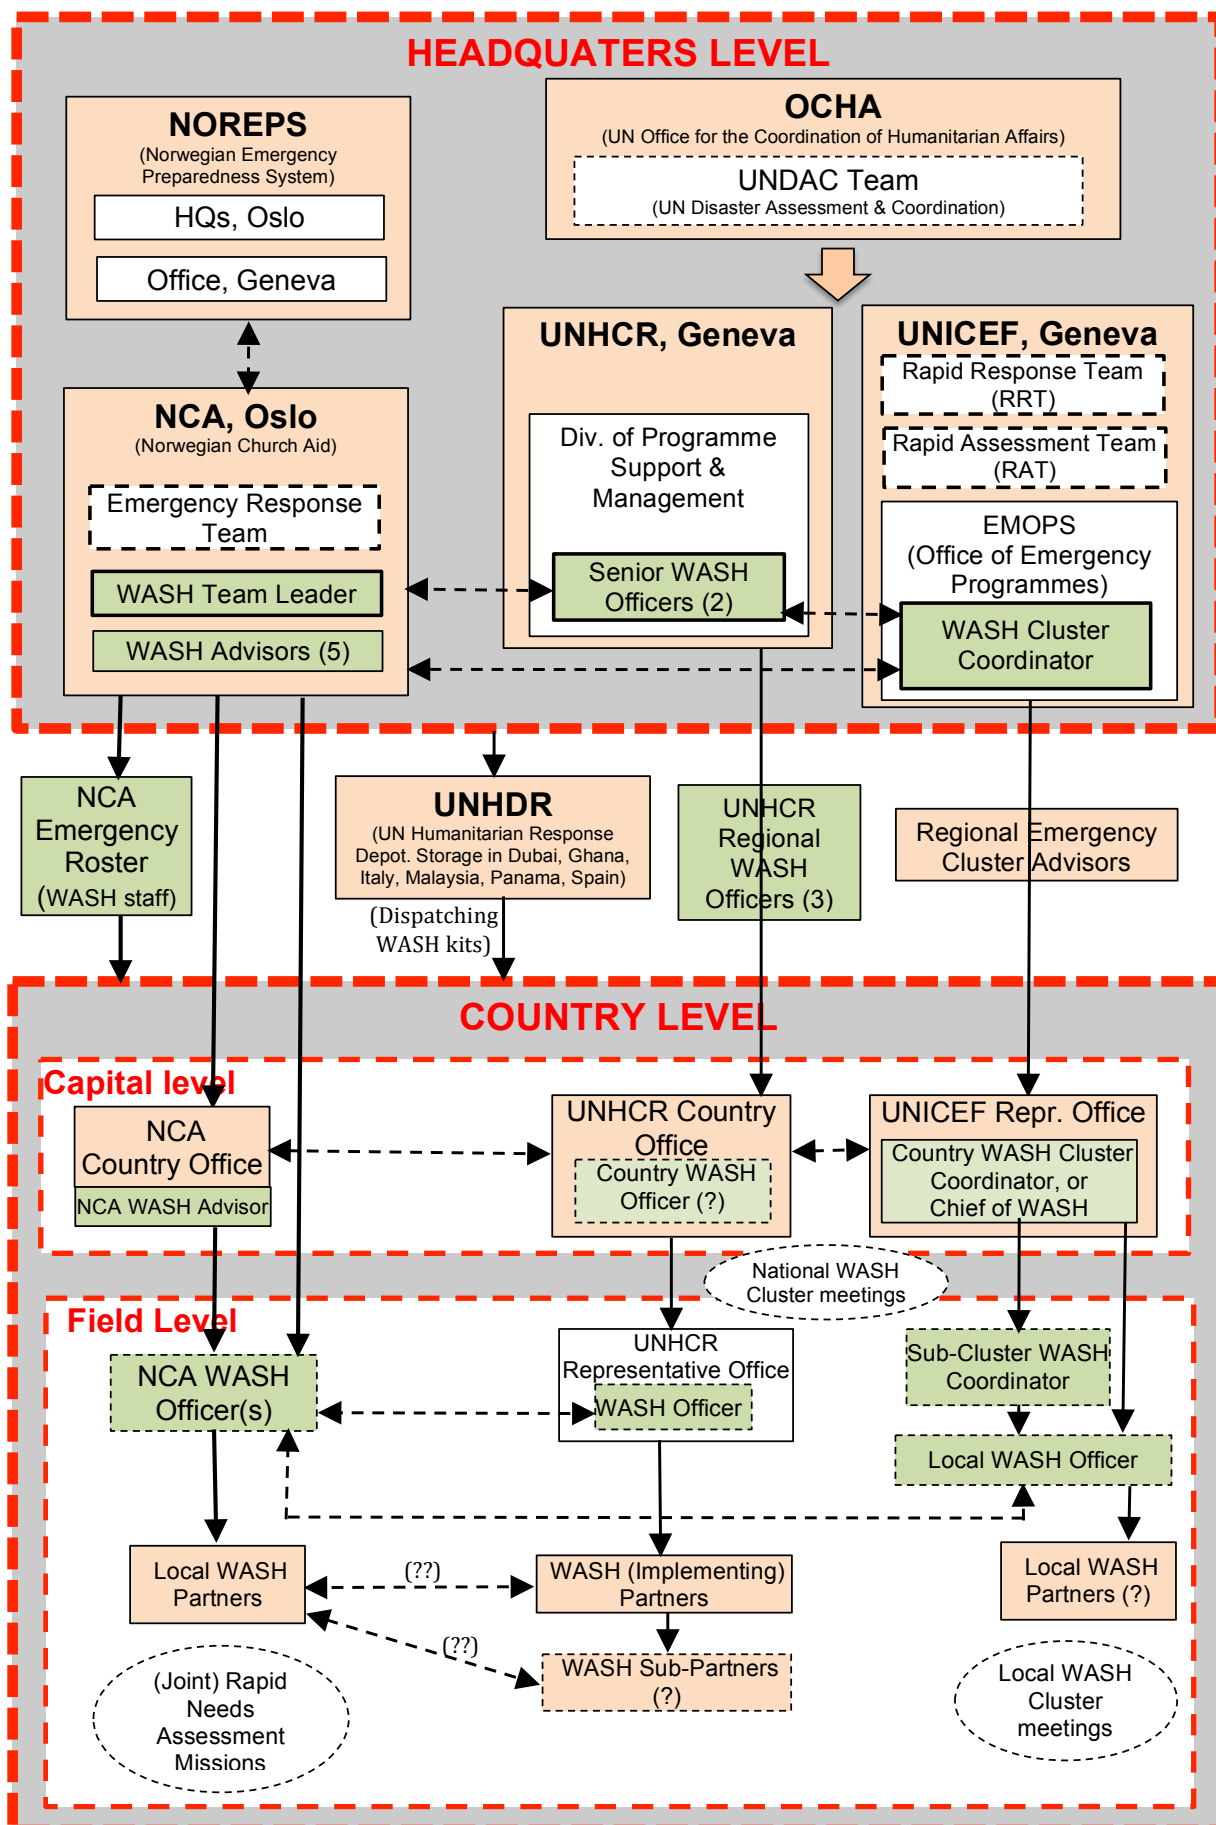 HEADQUATERS LEVEL
NOREPS
(Norwegian Emergency
Preparedness System)
HQs, Oslo
Office, Geneva
OCHA
(UN Office for the Coordination of Humanitarian Affairs)
UNDAC Team
(UN Disaster Assessment & Coordination)
NCA, Oslo
(Norwegian Church Aid)
Emergency Response
Team
WASH Team Leader
WASH Advisors (5)
UNHCR, Geneva
Div. of Programme
Support &
Management
Senior WASH
Officers (2)
UNICEF, Geneva
Rapid Response Team
(RRT)
Rapid Assessment Team
(RAT)
EMOPS
(Office of Emergency
Programmes)
WASH Cluster
Coordinator
NCA
Emergency
Roster
(WASH staff)
UNHDR
(UN Humanitarian Response
Depot. Storage in Dubai, Ghana,
Italy, Malaysia, Panama, Spain)
(Dispatching
WASH kits)
UNHCR
Regional
WASH
Officers (3)
Regional Emergency
Cluster Advisors
COUNTRY LEVEL
Capital level
NCA
Country Office
NCA WASH Advisor
UNHCR Country
Office
Country WASH
Officer (?)
UNICEF Repr. Office
Country WASH Cluster
Coordinator, or
Chief of WASH
National WASH
Cluster meetings
Field Level
NCA WASH
Officer(s)
UNHCR
Representative Office
WASH Officer
Sub-Cluster WASH
Coordinator
Local WASH Officer
Local WASH
Partners
(??)
WASH (Implementing)
Partners
Local WASH
Partners (?)
(??)
WASH Sub-Partners
(?)
(Joint) Rapid
Needs
Assessment
Missions
Local WASH
Cluster
meetings